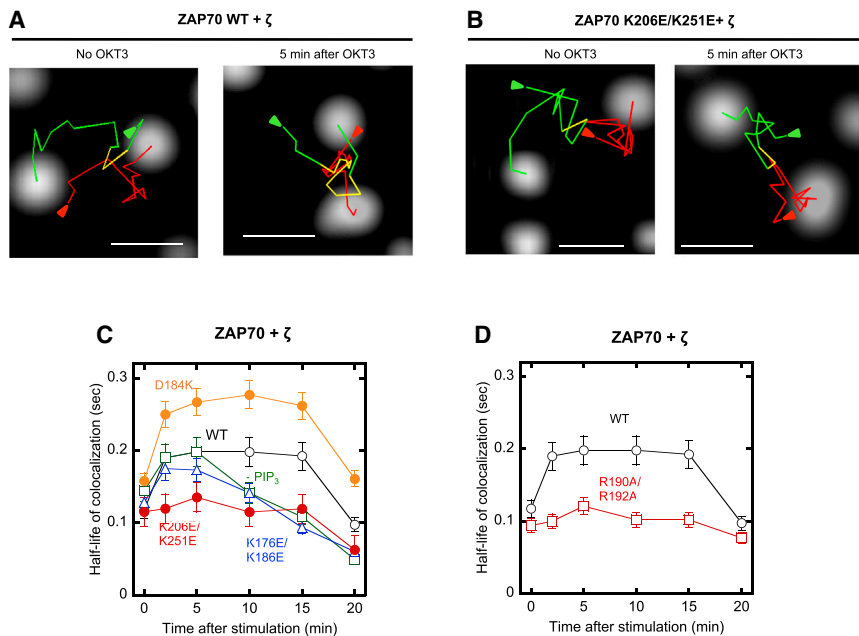 A
ZAP70 WT + ζ
No OKT3
5 min after OKT3
B
ZAP70 K206E/K251E+ ζ
No OKT3
5 min after OKT3
C
ZAP70 + ζ
Half-life of colocalization (sec)
0.3
0.2
0.1
0
D184K
WT
- PIP3
K206E/
K251E
K176E/
K186E
0
5
10
15
20
Time after stimulation (min)
D
ZAP70 + ζ
Half-life of colocalization (sec)
0.3
0.2
0.1
0
WT
R190A/
R192A
0
5
10
15
20
Time after stimulation (min)